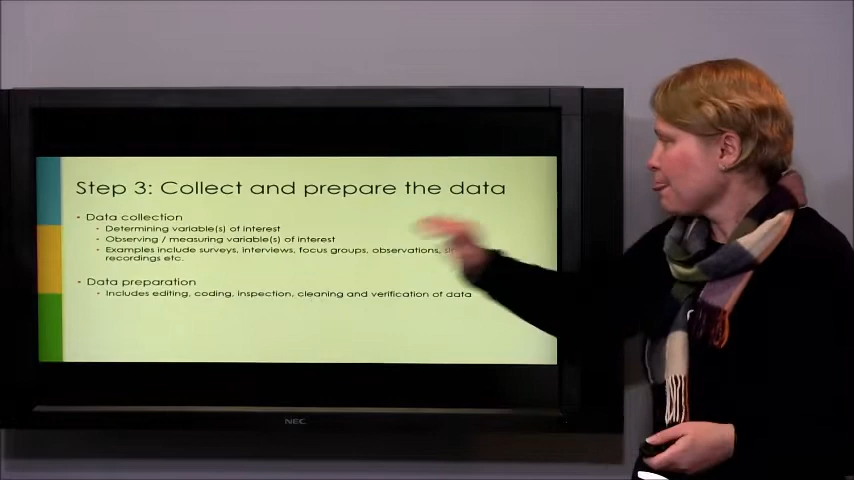 Step 3: Collect and prepare the data
• Data collection
• Determining variable(s) of interest
• Observing / measuring variable(s) of interest
• Examples include surveys, interviews, focus groups, observations,
recordings etc.
• Data preparation
• Includes editing, coding, inspection, cleaning and verification of data
NEC